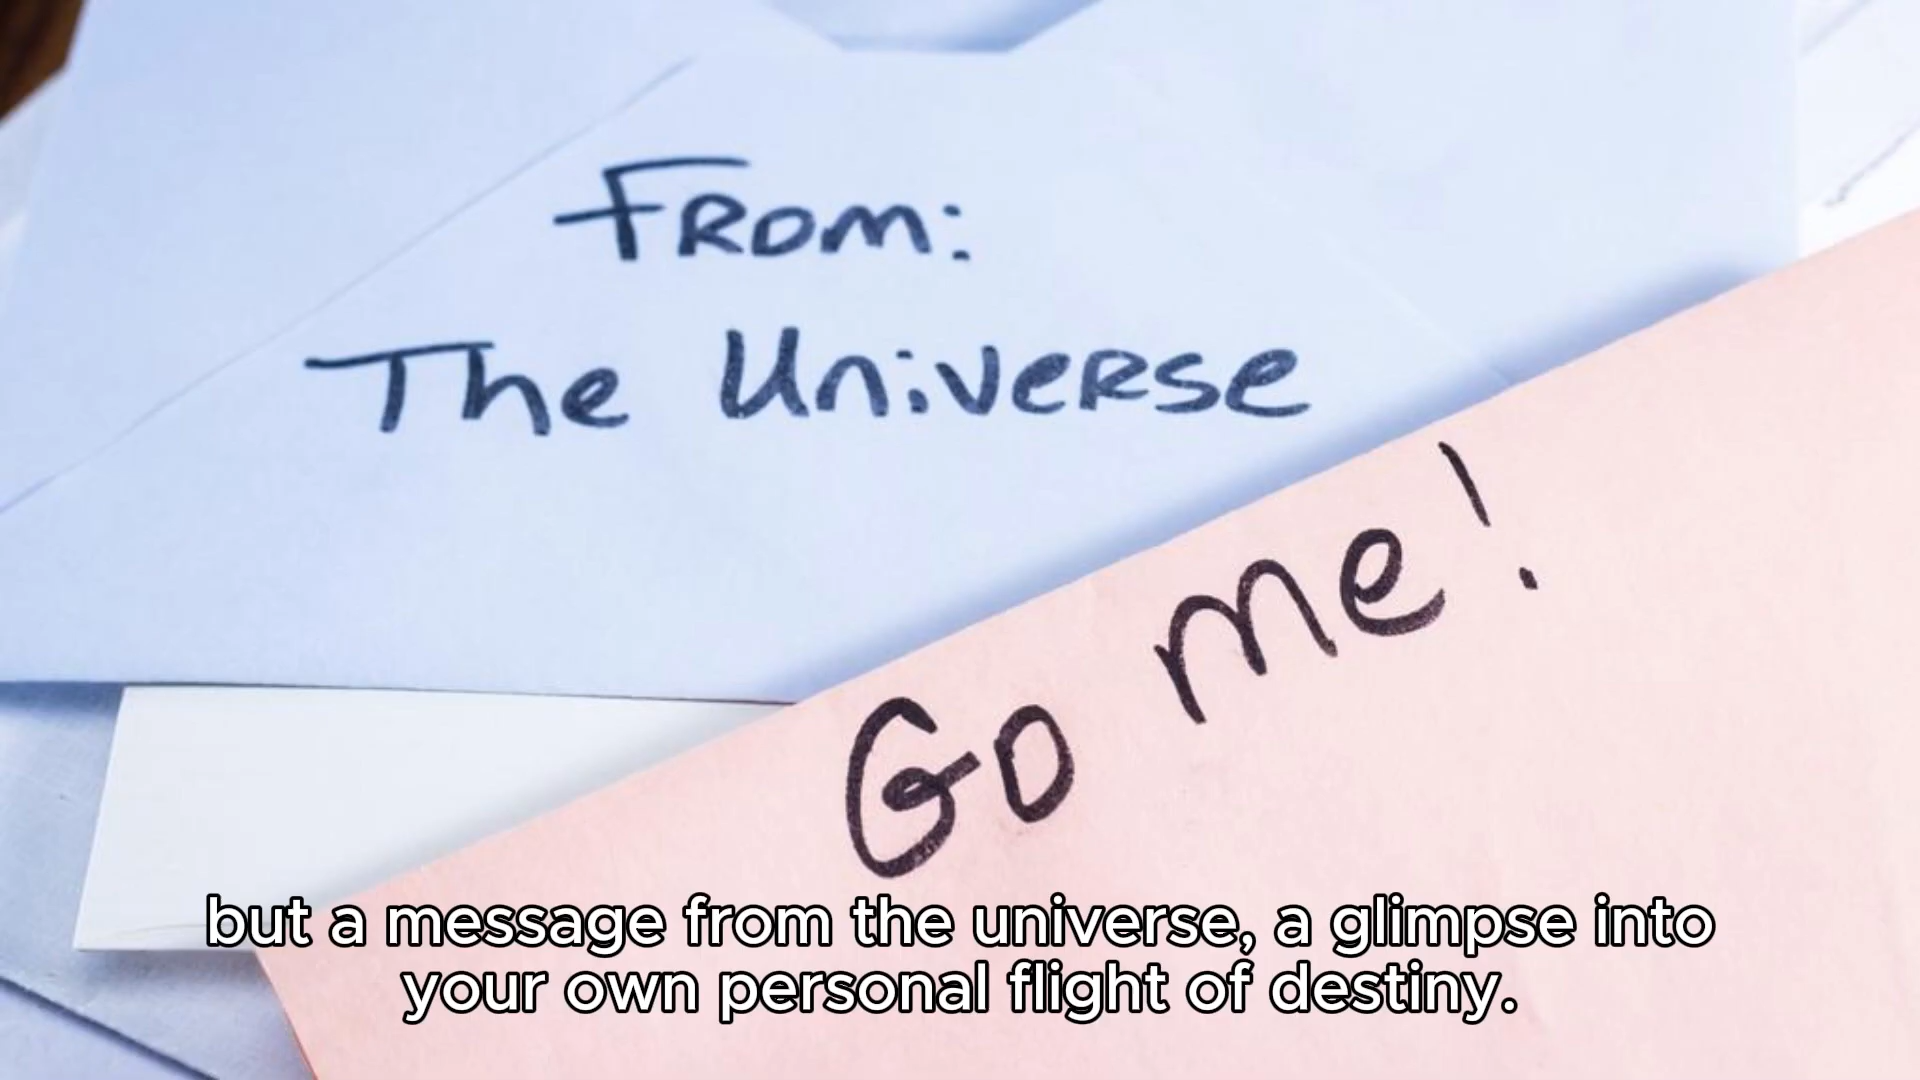 From:
The Universe
Go me!
but a message from the universe, a glimpse into
your own personal flight of destiny.